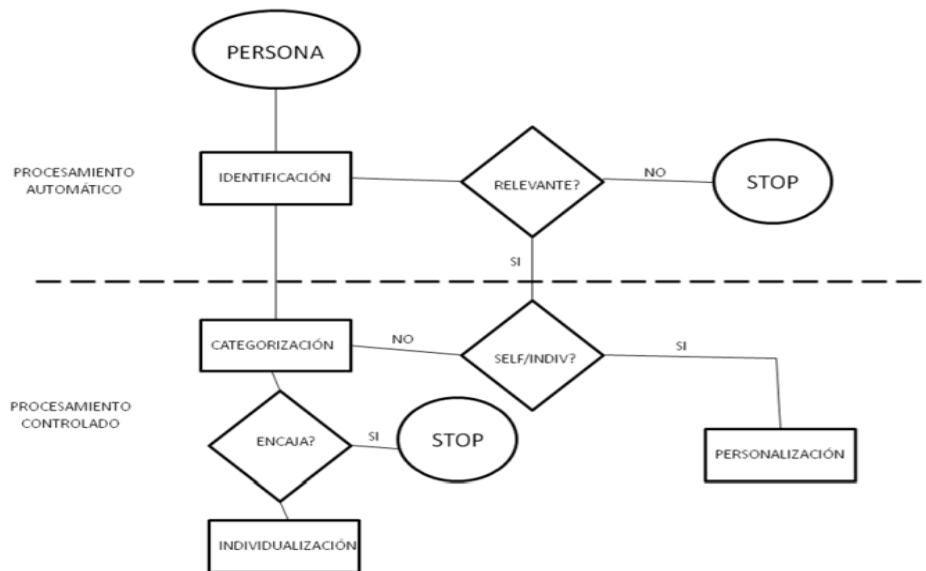 PERSONA
PROCESAMIENTO
AUTOMÁTICO
IDENTIFICACIÓN
RELEVANTE?
NO
STOP
SI
CATEGORIZACIÓN
NO
SELF/INDIV?
SI
PROCESAMIENTO
CONTROLADO
ENCAJA?
SI
STOP
PERSONALIZACIÓN
INDIVIDUALIZACIÓN